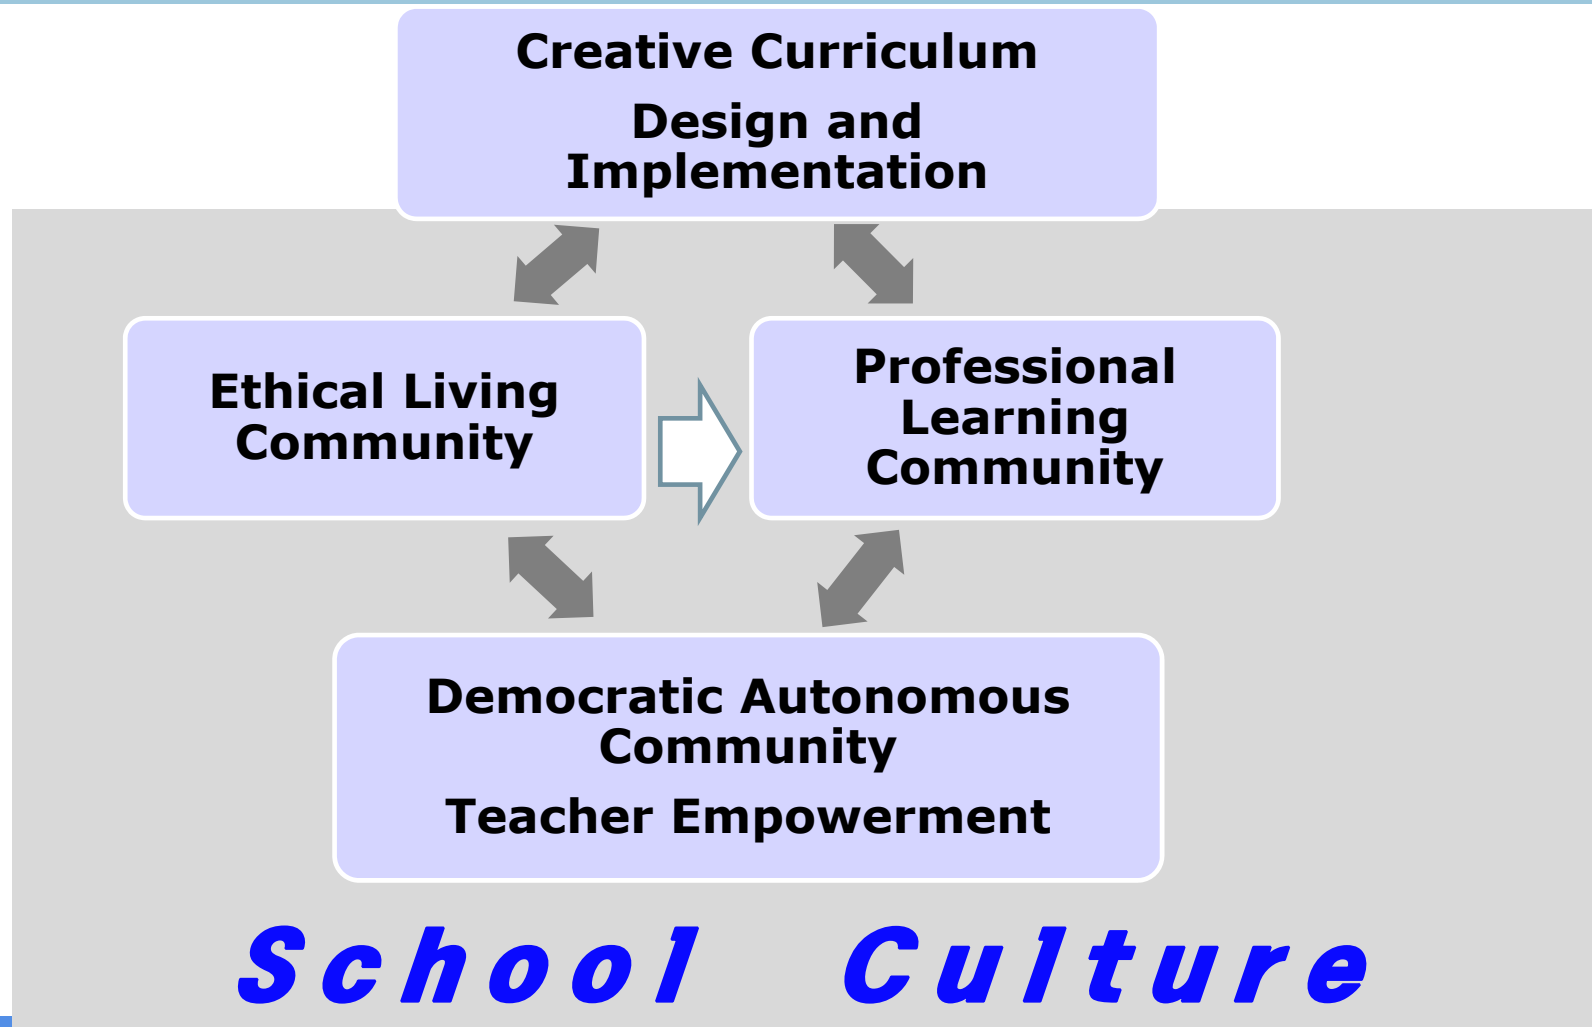 Creative Curriculum
Design and
Implementation
Ethical Living
Community
Professional
Learning
Community
Democratic Autonomous
Community
Teacher Empowerment
School Culture